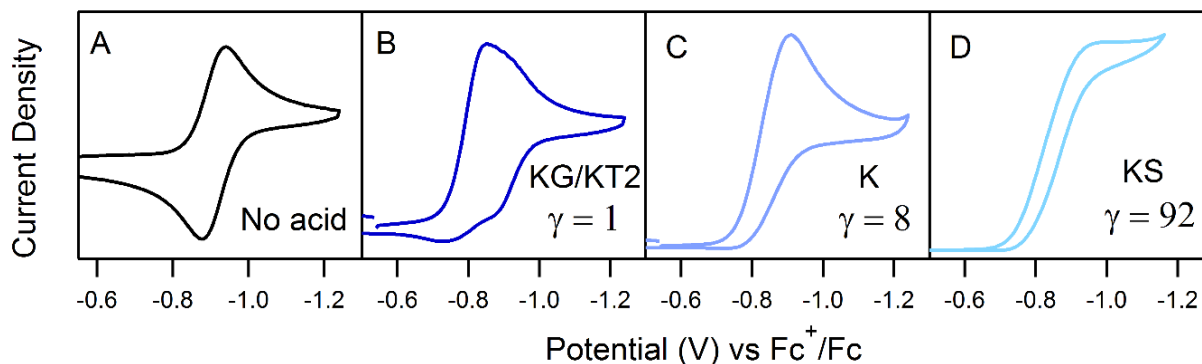 Current Density
A
No acid
B
KG/KT2
γ = 1
C
K
γ = 8
D
KS
γ = 92
-0.6 -0.8 -1.0 -1.2
-0.6 -0.8 -1.0 -1.2
-0.6 -0.8 -1.0 -1.2
-0.6 -0.8 -1.0 -1.2
Potential (V) vs Fc⁺/Fc